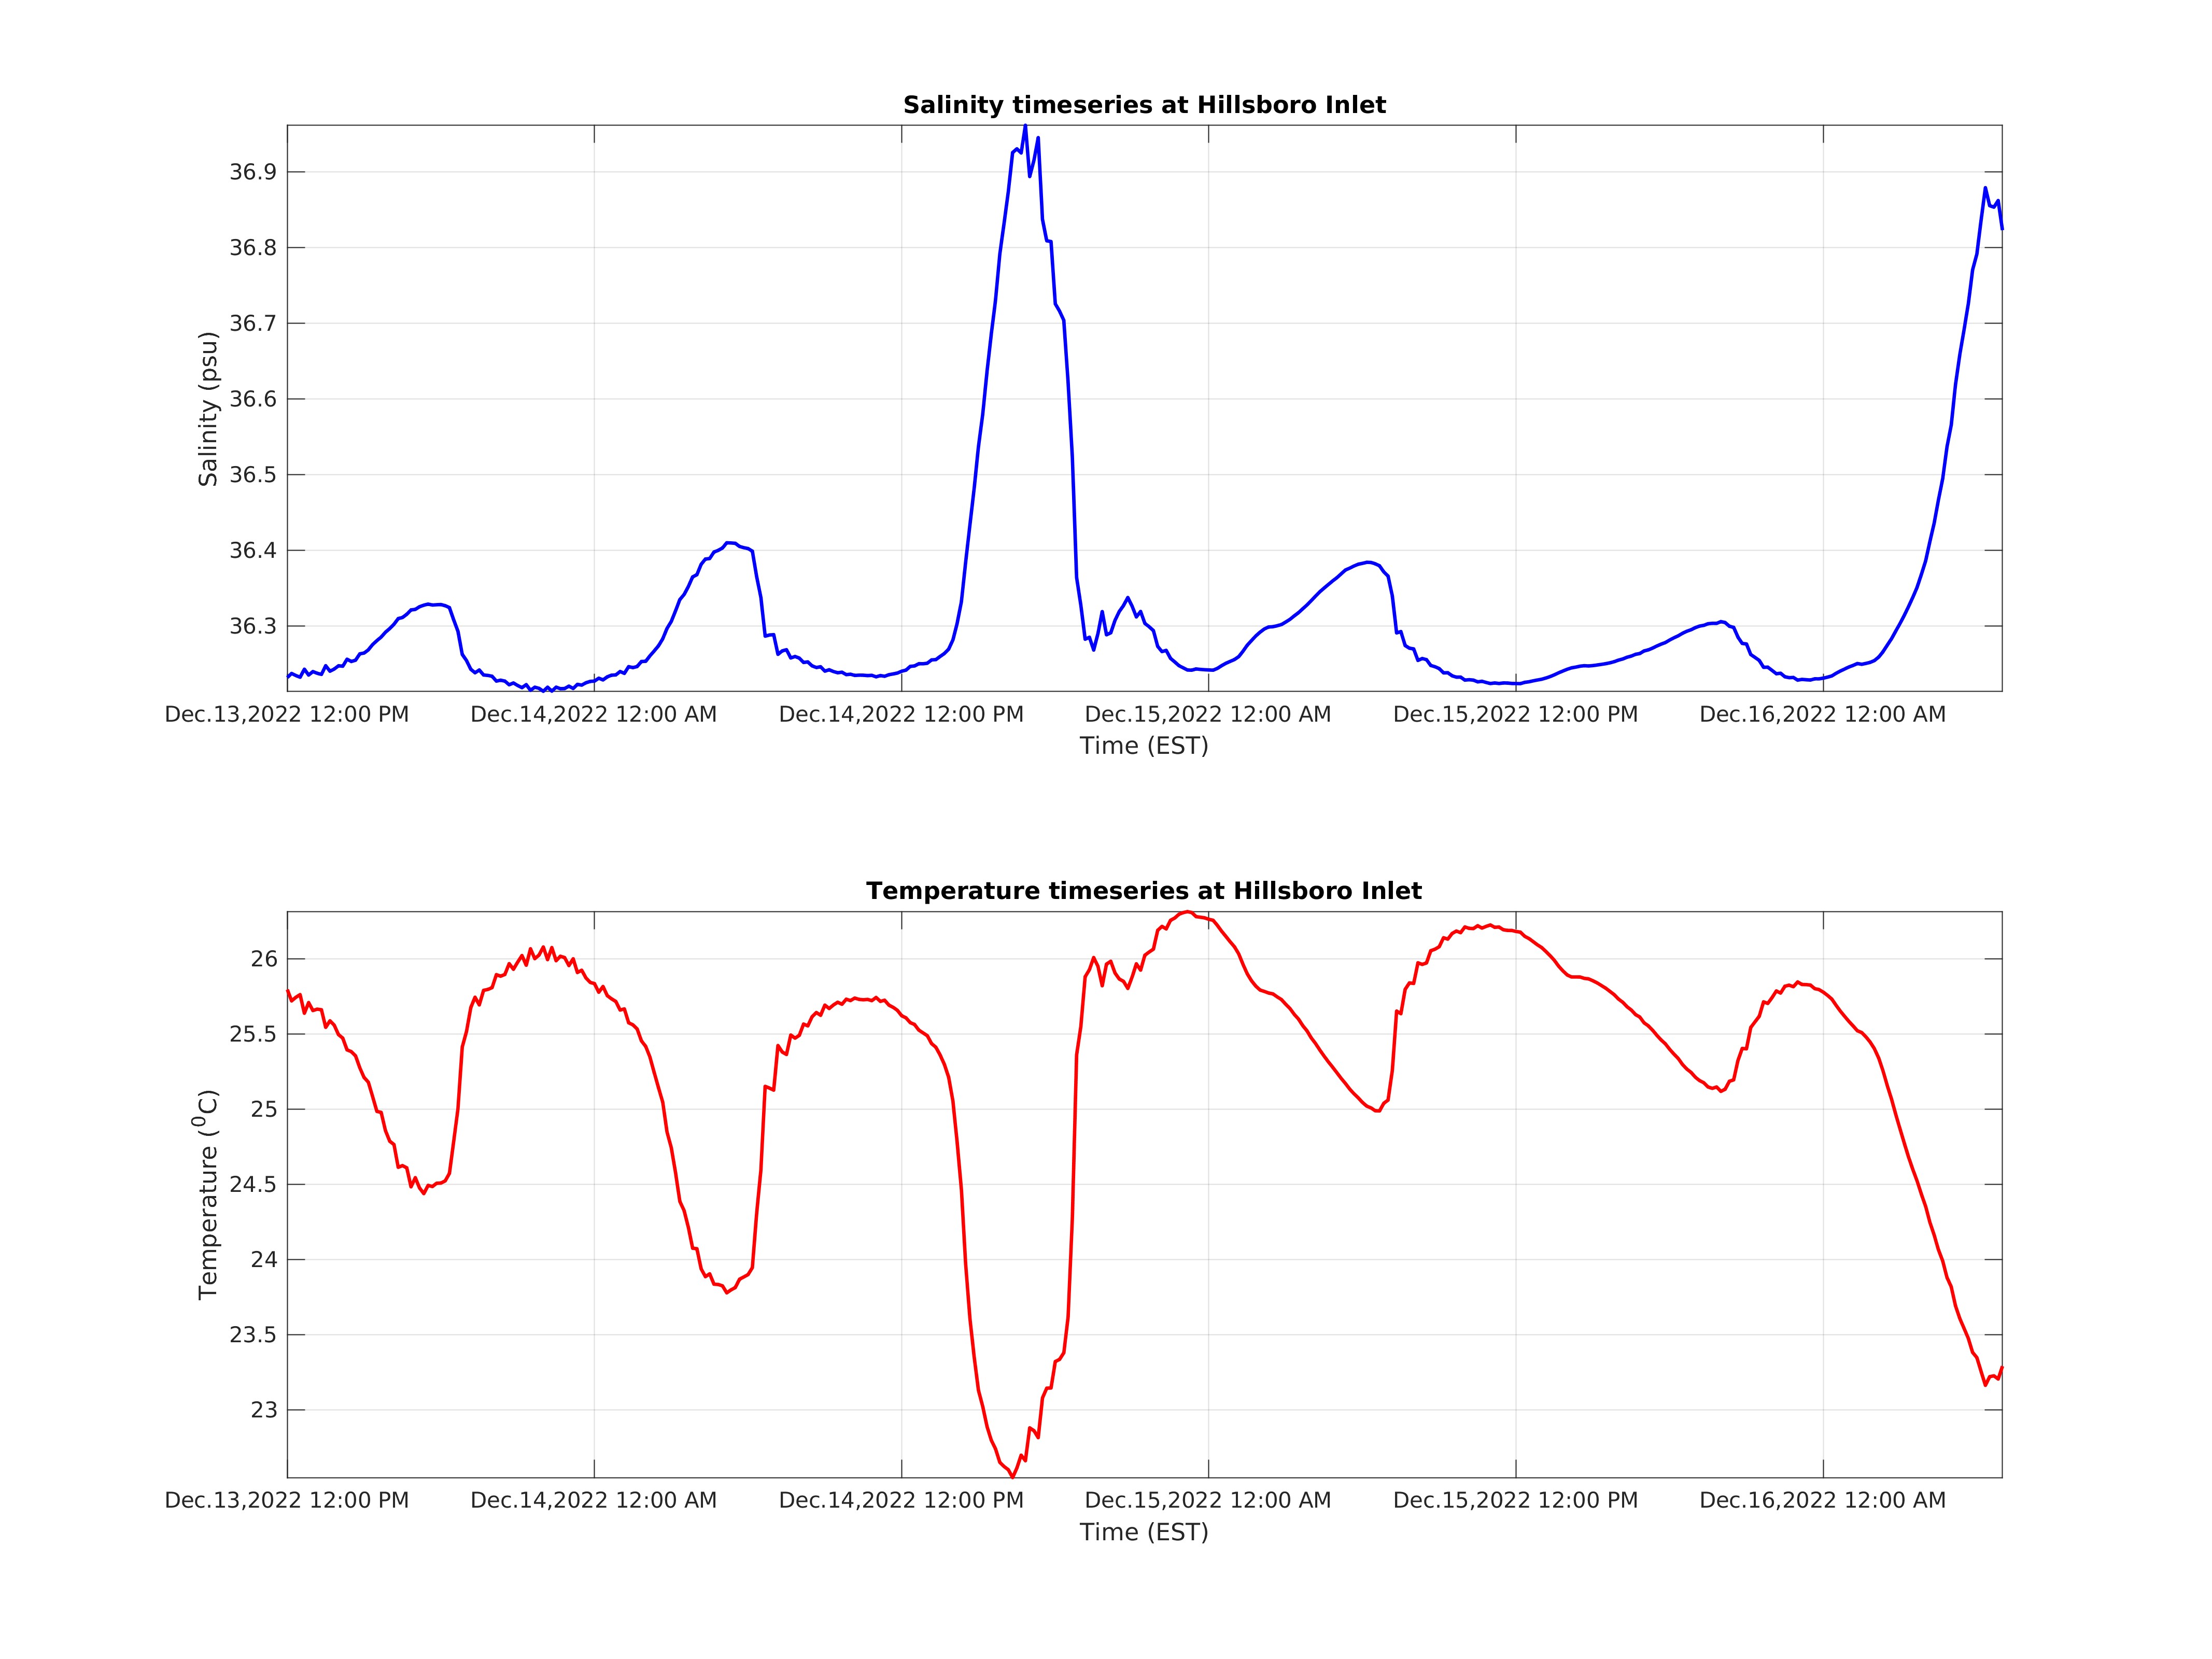 Salinity timeseries at Hillsboro Inlet
36.9
36.8
36.7
36.6
36.5
36.4
36.3
Salinity (psu)
Dec.13,2022 12:00 PM Dec.14,2022 12:00 AM Dec.14,2022 12:00 PM Dec.15,2022 12:00 AM Dec.15,2022 12:00 PM Dec.16,2022 12:00 AM
Time (EST)
Temperature timeseries at Hillsboro Inlet
26
25.5
25
24.5
24
23.5
23
Temperature (⁰C)
Dec.13,2022 12:00 PM Dec.14,2022 12:00 AM Dec.14,2022 12:00 PM Dec.15,2022 12:00 AM Dec.15,2022 12:00 PM Dec.16,2022 12:00 AM
Time (EST)